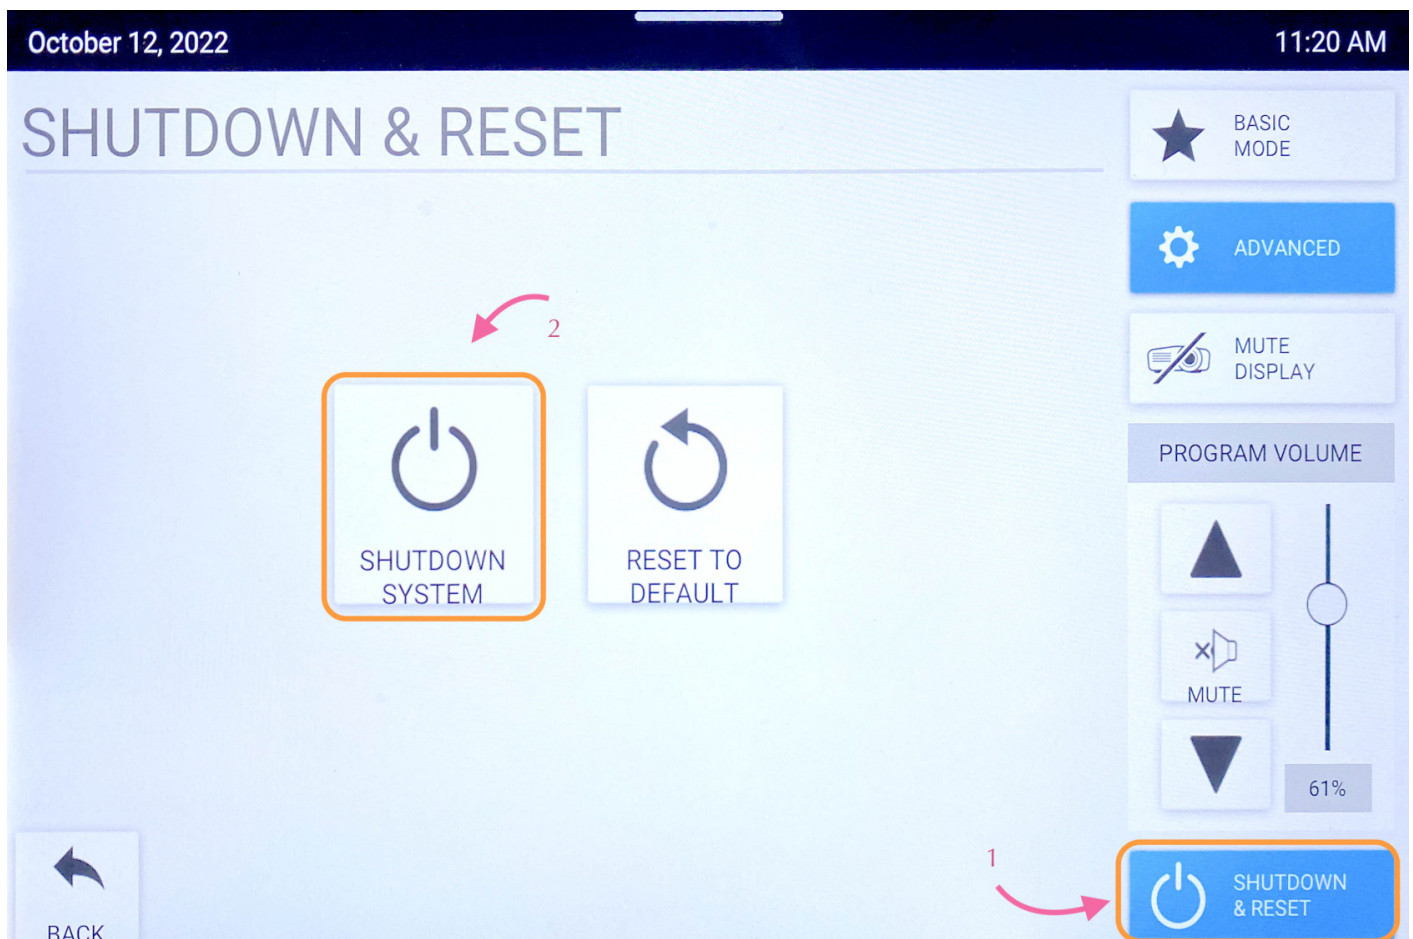 October 12, 2022
11:20 AM
SHUTDOWN & RESET
BASIC
MODE
ADVANCED
MUTE
DISPLAY
PROGRAM VOLUME
2
SHUTDOWN
SYSTEM
RESET TO
DEFAULT
MUTE
61%
1
SHUTDOWN
& RESET
BACK